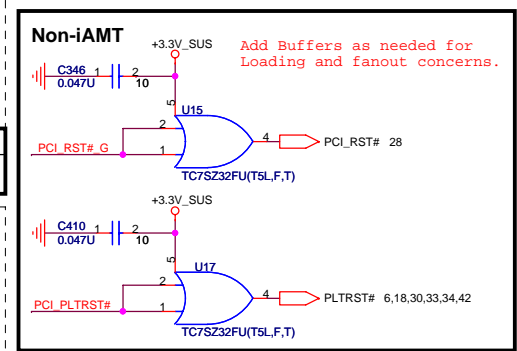 Non-iAMT
+3.3V_SUS
Add Buffers as needed for
Loading and fanout concerns.
C346 1 2
0.047U 10
5
U15
2
PCI_RST#_G 1
4 PCI_RST# 28
TC7SZ32FU(T5L,F,T)
+3.3V_SUS
C410 1 2
0.047U 10
5
U17
2
PCI_PLTRST# 1
4 PLTRST# 6,18,30,33,34,42
TC7SZ32FU(T5L,F,T)